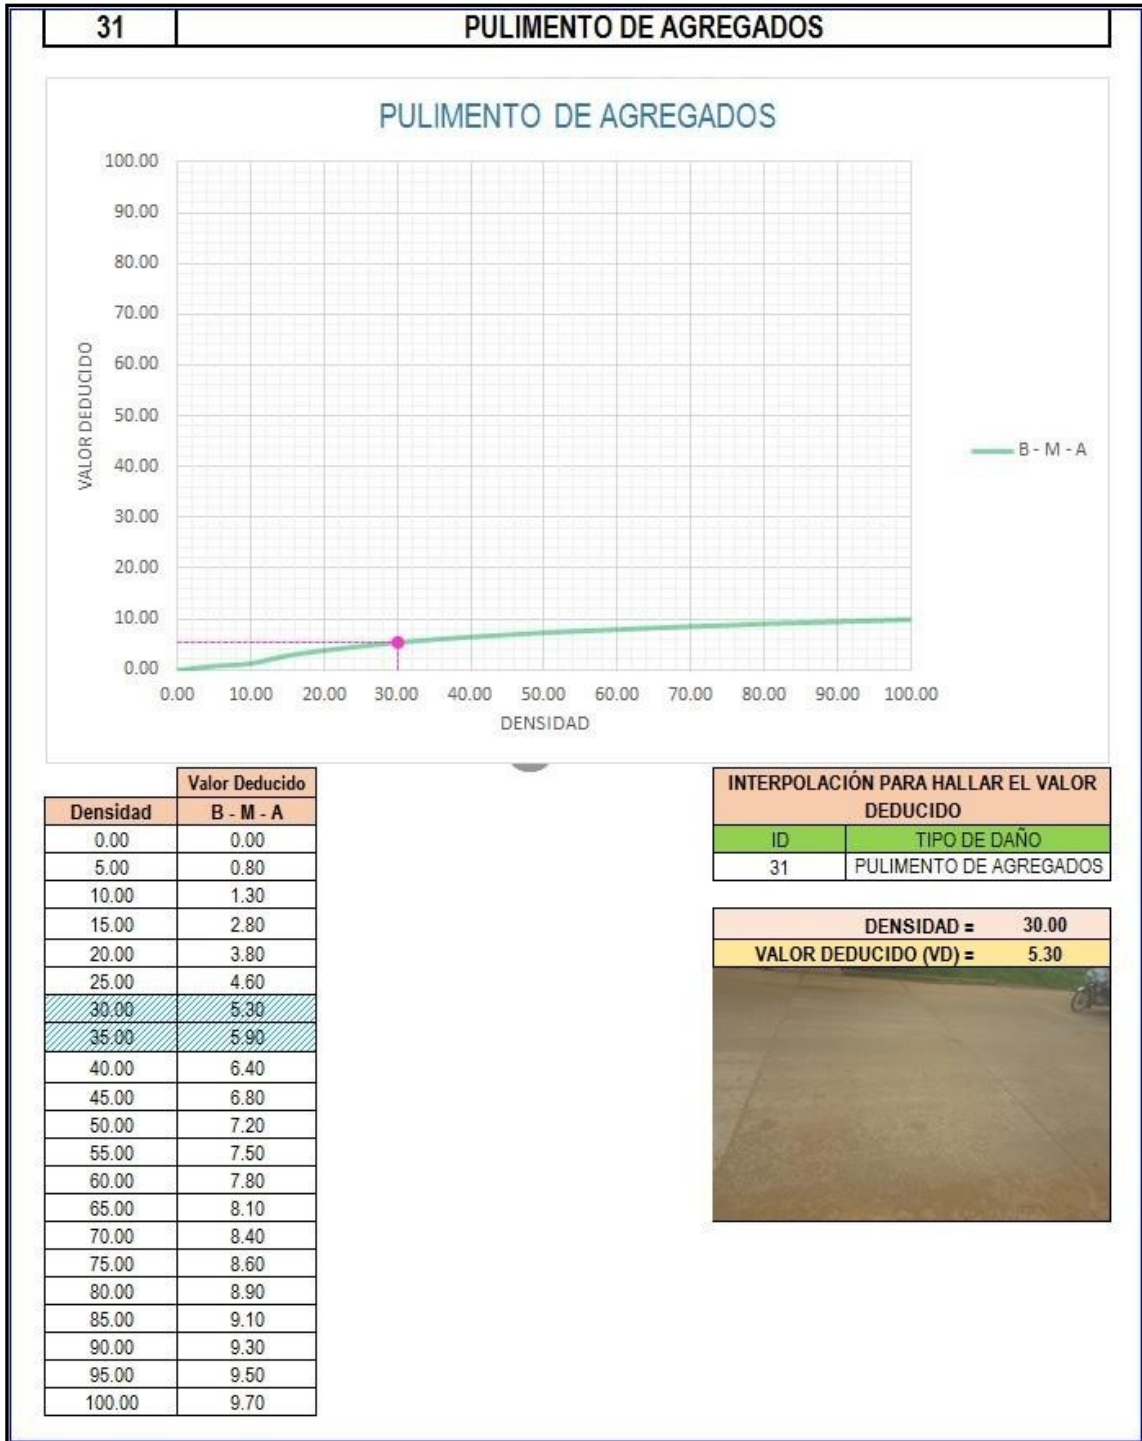 31 PULIMENTO DE AGREGADOS
PULIMENTO DE AGREGADOS
100.00
90.00
80.00
70.00
60.00
50.00
40.00
30.00
20.00
10.00
0.00
VALOR DEDUCIDO
0.00 10.00 20.00 30.00 40.00 50.00 60.00 70.00 80.00 90.00 100.00
DENSIDAD
B - M - A
Valor Deducido
Densidad B - M - A
0.00 0.00
5.00 0.80
10.00 1.30
15.00 2.80
20.00 3.80
25.00 4.60
30.00 5.30
35.00 5.90
40.00 6.40
45.00 6.80
50.00 7.20
55.00 7.50
60.00 7.80
65.00 8.10
70.00 8.40
75.00 8.60
80.00 8.90
85.00 9.10
90.00 9.30
95.00 9.50
100.00 9.70
INTERPOLACIÓN PARA HALLAR EL VALOR
DEDUCIDO
ID TIPO DE DAÑO
31 PULIMENTO DE AGREGADOS
DENSIDAD = 30.00
VALOR DEDUCIDO (VD) = 5.30